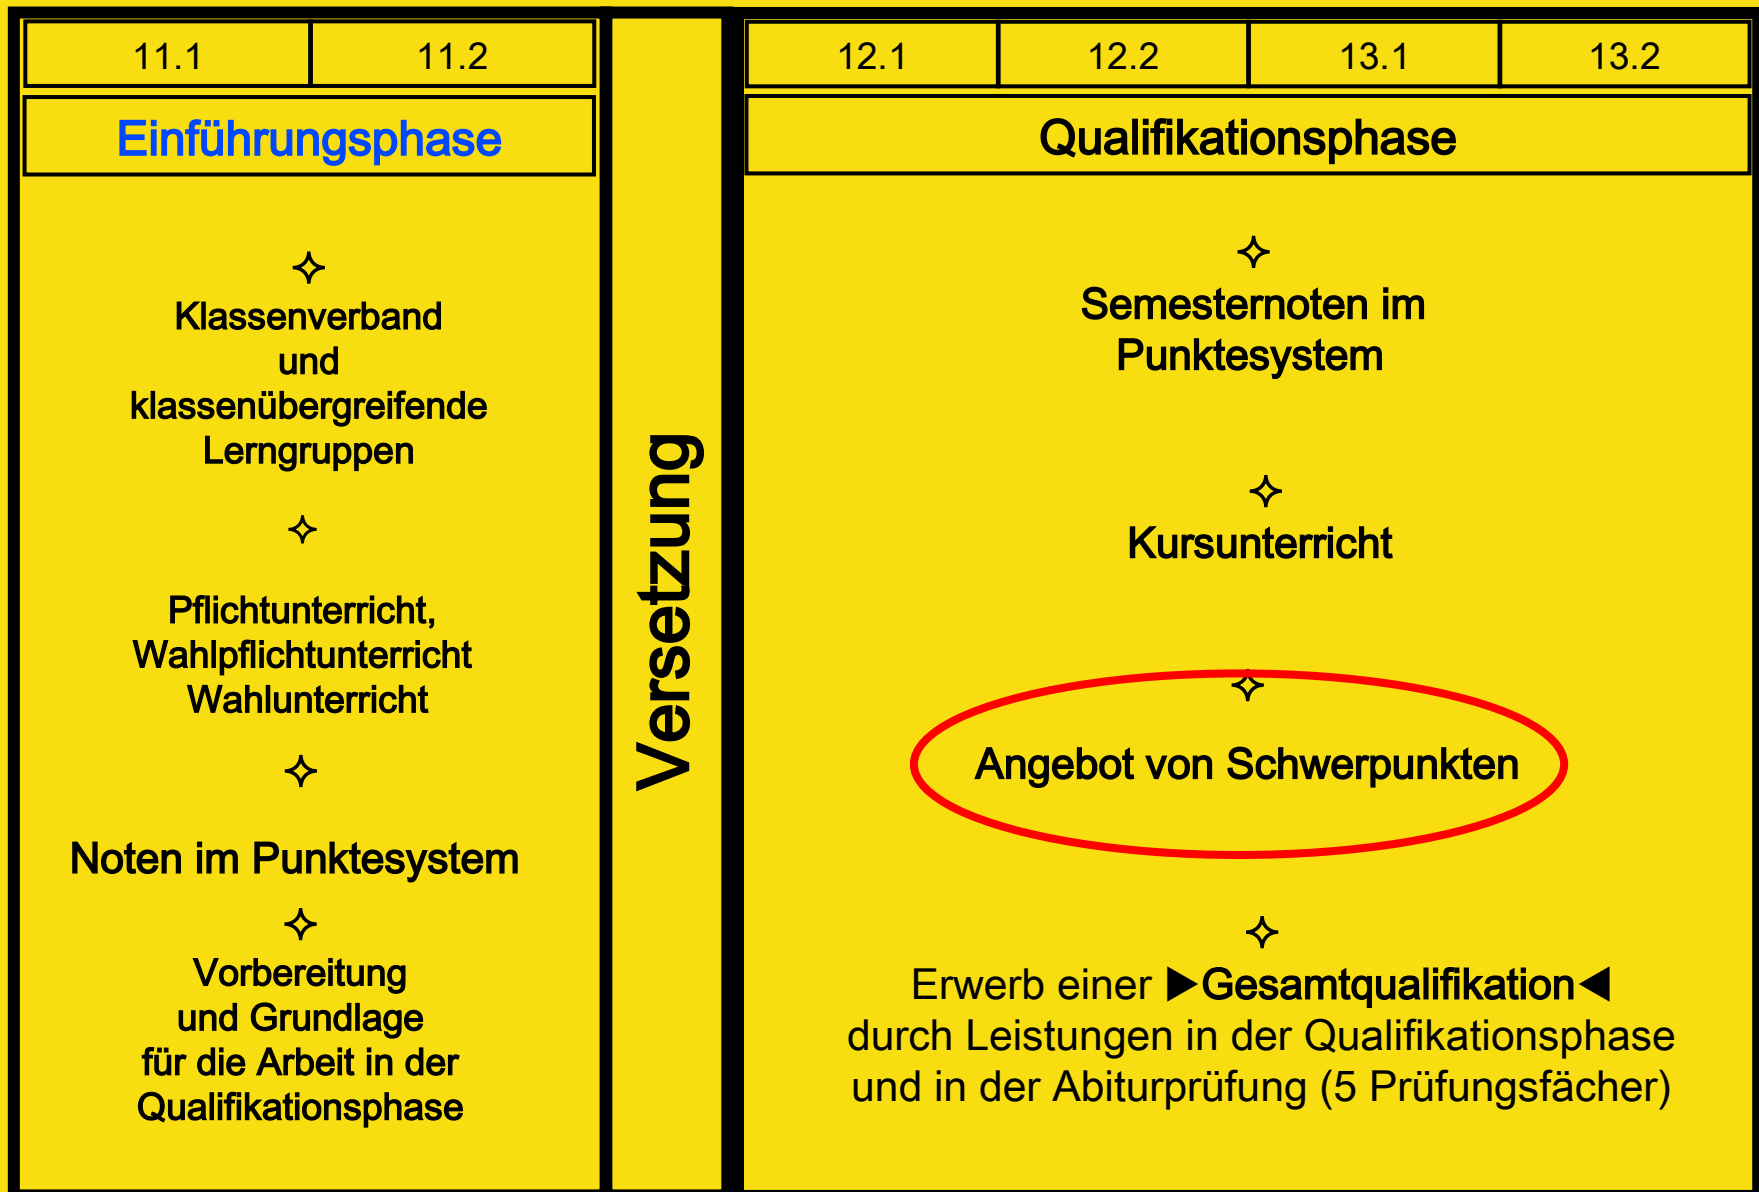 11.1 11.2
Einführungsphase
Klassenverband
und
klassenübergreifende
Lerngruppen
Pflichtunterricht,
Wahlpflichtunterricht
Wahlunterricht
Noten im Punktesystem
Vorbereitung
und Grundlage
für die Arbeit in der
Qualifikationsphase
Versetzung
12.1 12.2 13.1 13.2
Qualifikationsphase
Semesternoten im
Punktesystem
Kursunterricht
Angebot von Schwerpunkten
Erwerb einer ►Gesamtqualifikation◄
durch Leistungen in der Qualifikationsphase
und in der Abiturprüfung (5 Prüfungsfächer)